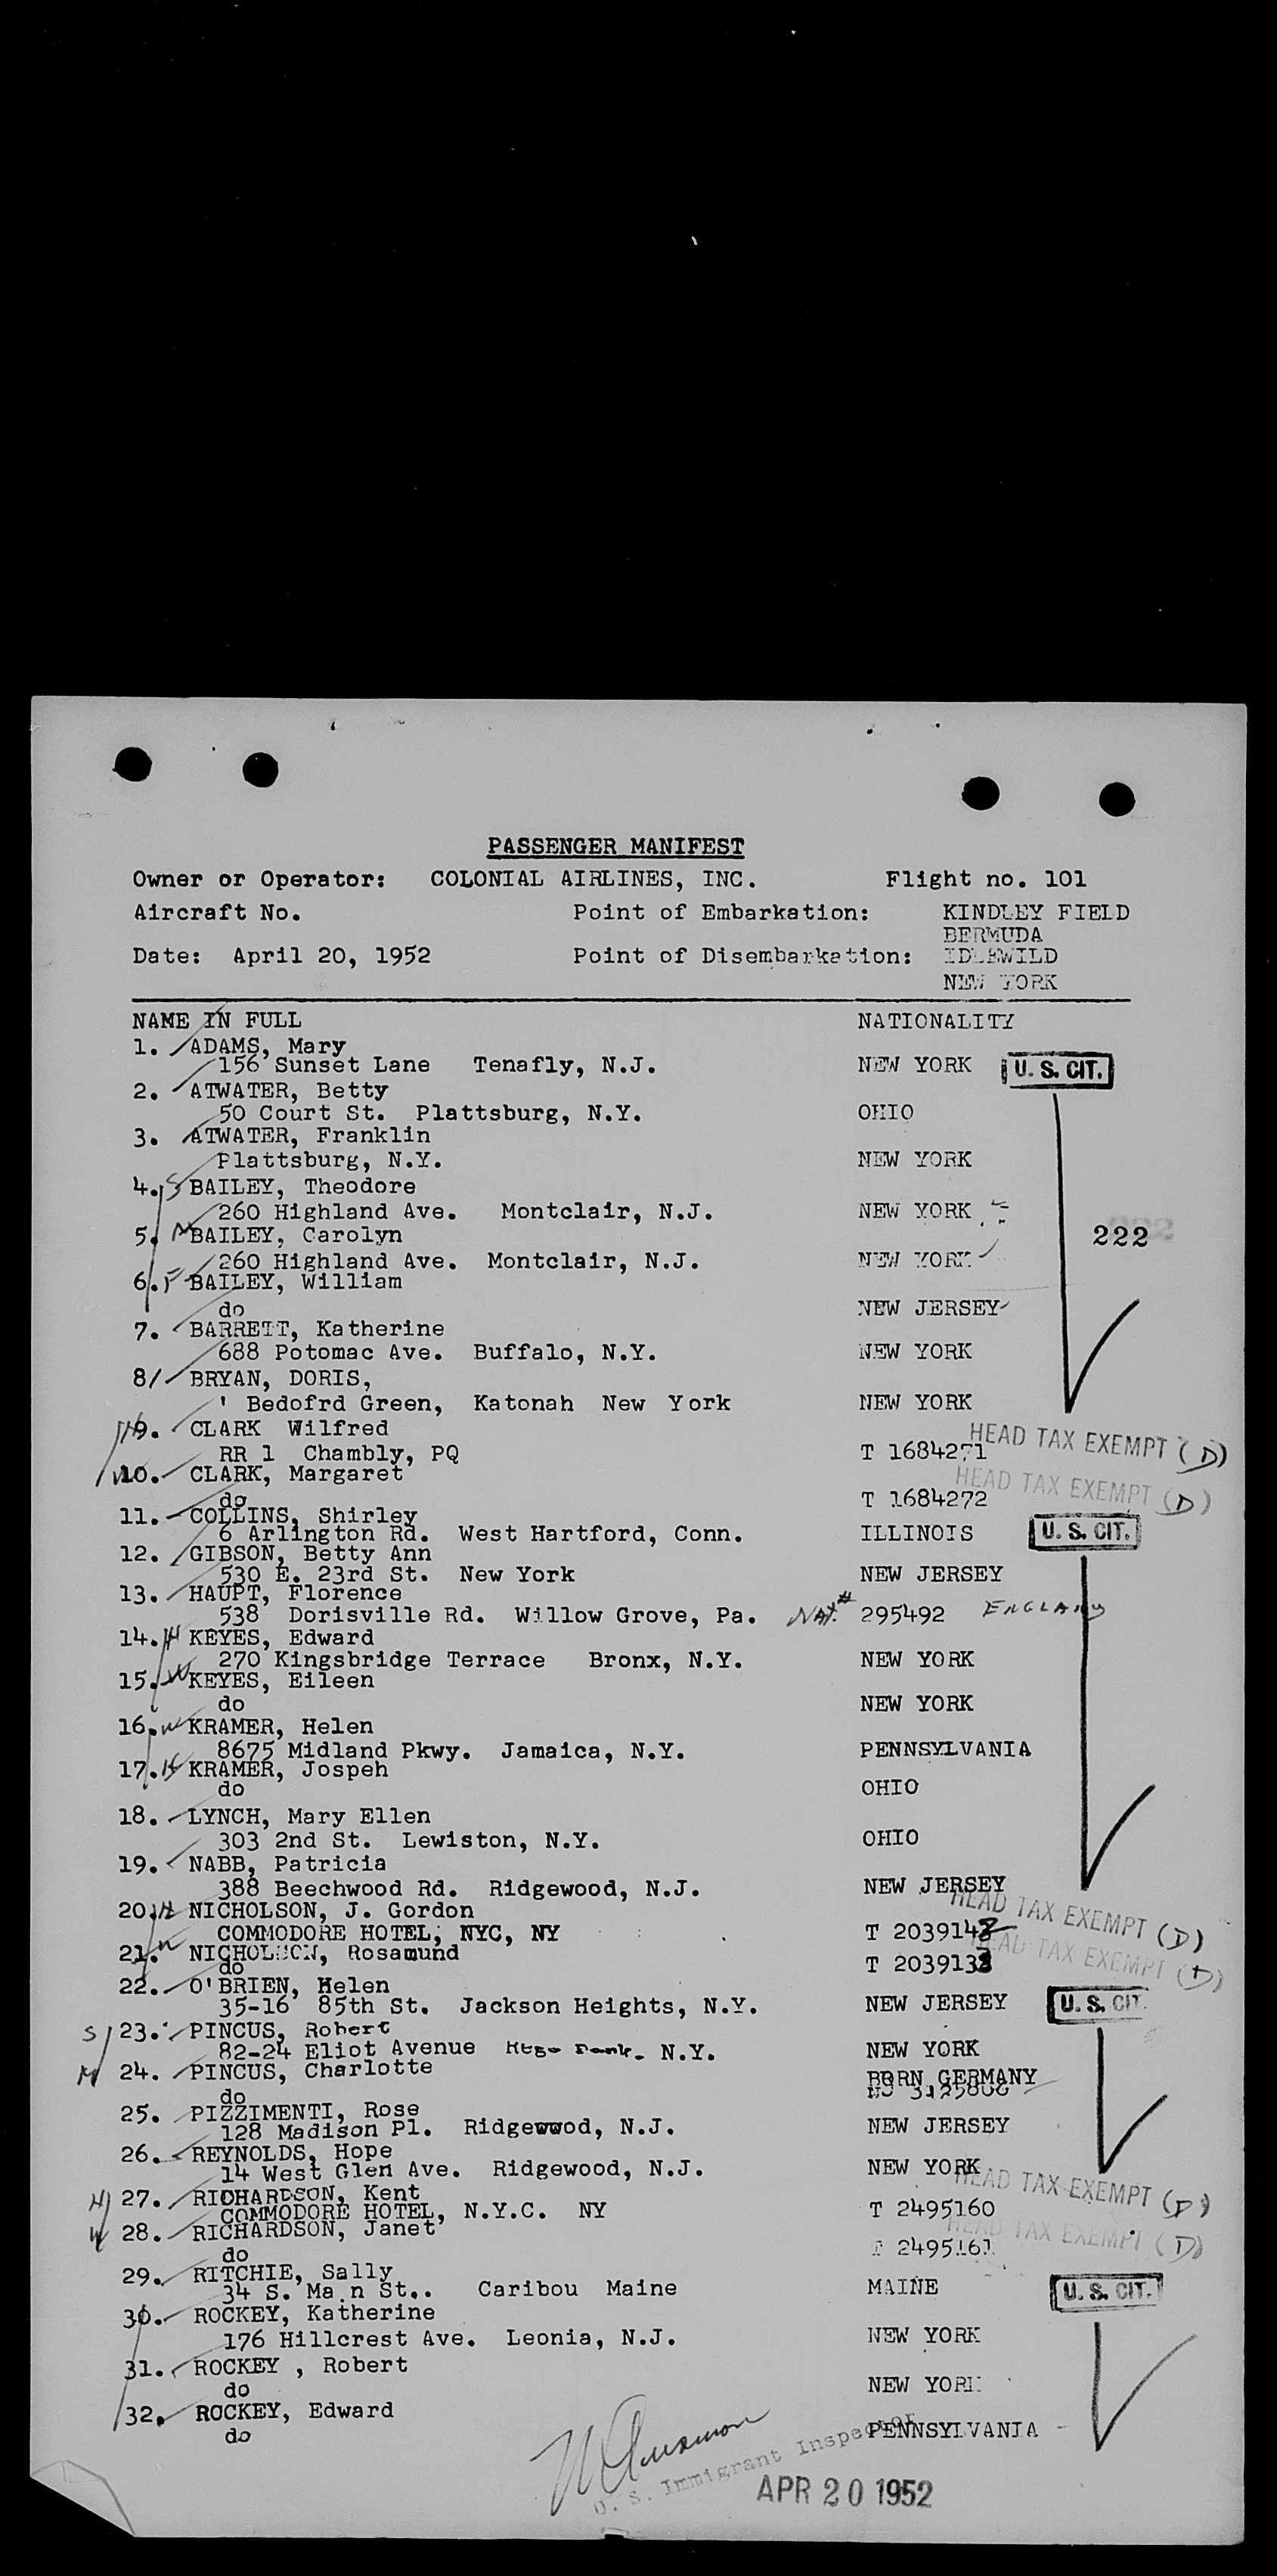 PASSENGER MANIFEST
Owner or Operator: COLONIAL AIRLINES, INC. Flight no. 101
Aircraft No. Point of Embarkation: KINDLEY FIELD
BERMUDA
Date: April 20, 1952 Point of Disembarkation: IDLEWILD
NEW YORK
NAME IN FULL NATIONALITY
1. ADAMS, Mary
156 Sunset Lane Tenafly, N.J. NEW YORK U. S. CIT.
2. ATWATER, Betty
50 Court St. Plattsburg, N.Y. OHIO
3. ATWATER, Franklin
Plattsburg, N.Y. NEW YORK
4. S BAILEY, Theodore
260 Highland Ave. Montclair, N.J. NEW YORK
5. M BAILEY, Carolyn 222
260 Highland Ave. Montclair, N.J. NEW YORK
6. F BAILEY, William
do NEW JERSEY
7. BARRETT, Katherine
688 Potomac Ave. Buffalo, N.Y. NEW YORK
8/ BRYAN, DORIS,
' Bedofrd Green, Katonah New York NEW YORK
H 9. CLARK Wilfred
RR 1 Chambly, PQ T 1684271 HEAD TAX EXEMPT (D)
W 10. CLARK, Margaret
do T 1684272 HEAD TAX EXEMPT (D)
11. COLLINS, Shirley
6 Arlington Rd. West Hartford, Conn. ILLINOIS U. S. CIT.
12. GIBSON, Betty Ann
530 E. 23rd St. New York NEW JERSEY
13. HAUPT, Florence
538 Dorisville Rd. Willow Grove, Pa. NAT.# 295492 ENGLAND
14. H KEYES, Edward
270 Kingsbridge Terrace Bronx, N.Y. NEW YORK
15. W KEYES, Eileen
do NEW YORK
16. W KRAMER, Helen
8675 Midland Pkwy. Jamaica, N.Y. PENNSYLVANIA
17. H KRAMER, Jospeh
do OHIO
18. LYNCH, Mary Ellen
303 2nd St. Lewiston, N.Y. OHIO
19. NABB, Patricia
388 Beechwood Rd. Ridgewood, N.J. NEW JERSEY
20. H NICHOLSON, J. Gordon HEAD TAX EXEMPT (D)
COMMODORE HOTEL, NYC, NY T 2039142
21. W NICHOLSON, Rosamund HEAD TAX EXEMPT (D)
do T 2039133
22. O'BRIEN, Helen
35-16 85th St. Jackson Heights, N.Y. NEW JERSEY U. S. CIT.
S 23. PINCUS, Robert
82-24 Eliot Avenue N.Y. NEW YORK
M 24. PINCUS, Charlotte BORN GERMANY
do
25. PIZZIMENTI, Rose
128 Madison Pl. Ridgewwod, N.J. NEW JERSEY
26. REYNOLDS, Hope
14 West Glen Ave. Ridgewood, N.J. NEW YORK
H 27. RICHARDSON, Kent HEAD TAX EXEMPT (D)
COMMODORE HOTEL, N.Y.C. NY T 2495160
W 28. RICHARDSON, Janet HEAD TAX EXEMPT (D)
do T 2495161
29. RITCHIE, Sally
34 S. Main St.. Caribou Maine MAINE U. S. CIT.
30. ROCKEY, Katherine
176 Hillcrest Ave. Leonia, N.J. NEW YORK
31. ROCKEY , Robert
do NEW YORK
32. ROCKEY, Edward
do PENNSYLVANIA
U. S. Immigrant Inspector
APR 20 1952